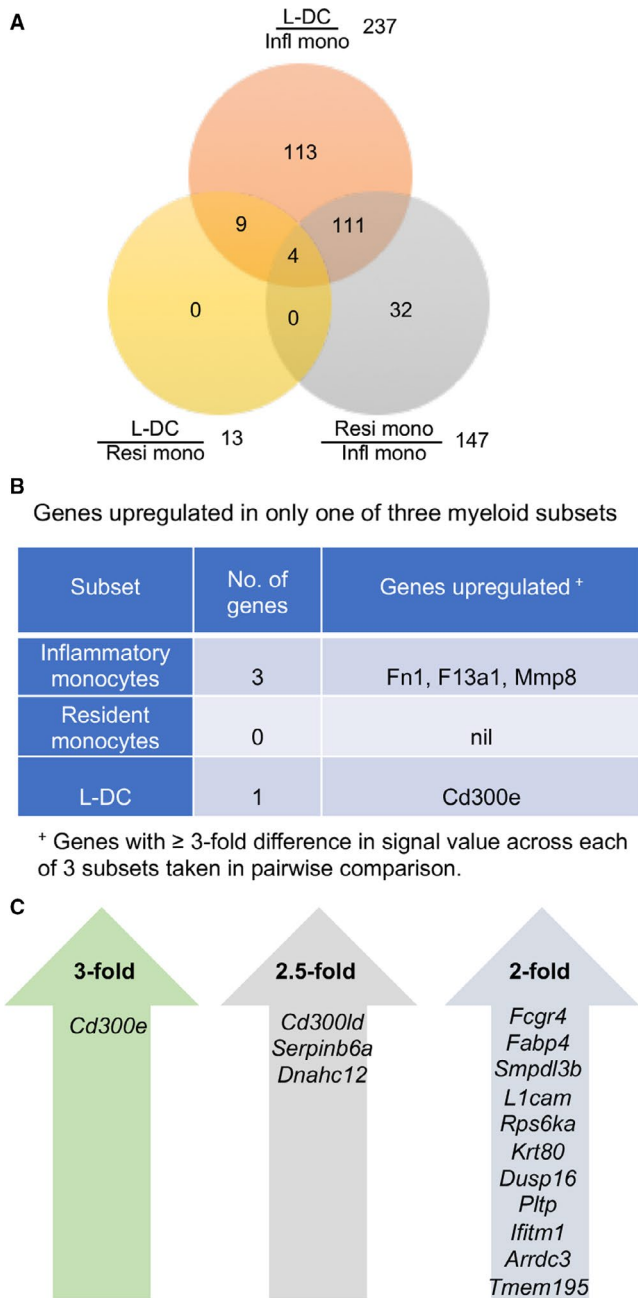 A
L-DC
Infl mono
237
113
9
111
4
0
0
32
L-DC
Resi mono
13
Resi mono
Infl mono
147
B
Genes upregulated in only one of three myeloid subsets
Subset
No. of
genes
Genes upregulated +
Inflammatory
monocytes
3
Fn1, F13a1, Mmp8
Resident
monocytes
0
nil
L-DC
1
Cd300e
+ Genes with ≥ 3-fold difference in signal value across each
of 3 subsets taken in pairwise comparison.
C
3-fold
Cd300e
2.5-fold
Cd300ld
Serpinb6a
Dnahc12
2-fold
Fcgr4
Fabp4
Smpdl3b
L1cam
Rps6ka
Krt80
Dusp16
Pltp
Ifitm1
Arrdc3
Tmem195